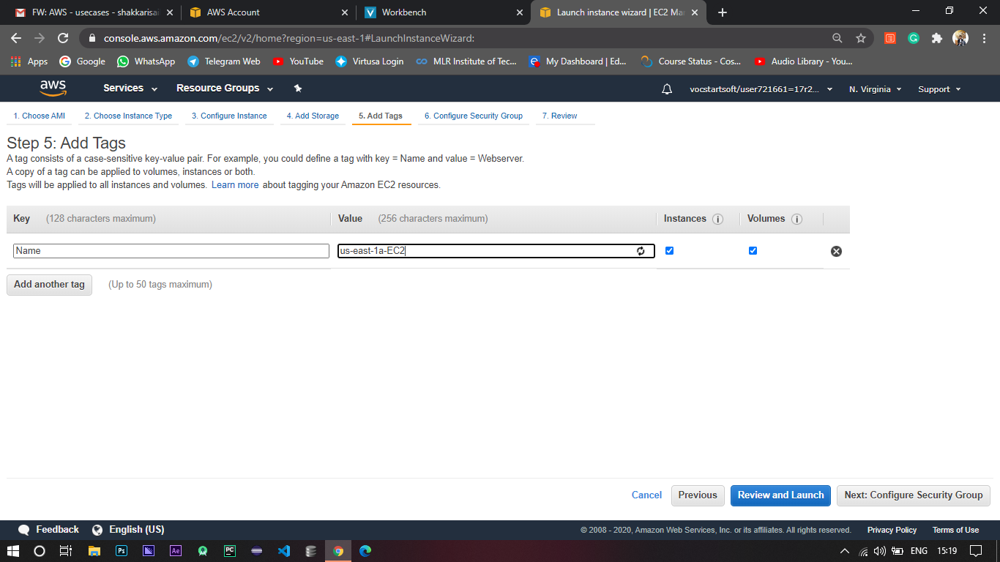 FW: AWS - usecases - shakkarisai
AWS Account
Workbench
Launch instance wizard | EC2 Man
console.aws.amazon.com/ec2/v2/home?region=us-east-1#LaunchInstanceWizard:
Apps
Google
WhatsApp
Telegram Web
YouTube
Virtusa Login
MLR Institute of Tec...
My Dashboard | Ed...
Course Status - Cos...
Audio Library - You...
aws
Services
Resource Groups
vocstartsoft/user721661=17r2...
N. Virginia
Support
1. Choose AMI
2. Choose Instance Type
3. Configure Instance
4. Add Storage
5. Add Tags
6. Configure Security Group
7. Review
Step 5: Add Tags
A tag consists of a case-sensitive key-value pair. For example, you could define a tag with key = Name and value = Webserver.
A copy of a tag can be applied to volumes, instances or both.
Tags will be applied to all instances and volumes. Learn more about tagging your Amazon EC2 resources.
Key (128 characters maximum)
Value (256 characters maximum)
Instances
Volumes
Name
us-east-1a-EC2
Add another tag
(Up to 50 tags maximum)
Cancel
Previous
Review and Launch
Next: Configure Security Group
Feedback
English (US)
© 2008 - 2020, Amazon Web Services, Inc. or its affiliates. All rights reserved.
Privacy Policy
Terms of Use
Ps
Ae
PC
ENG
15:19